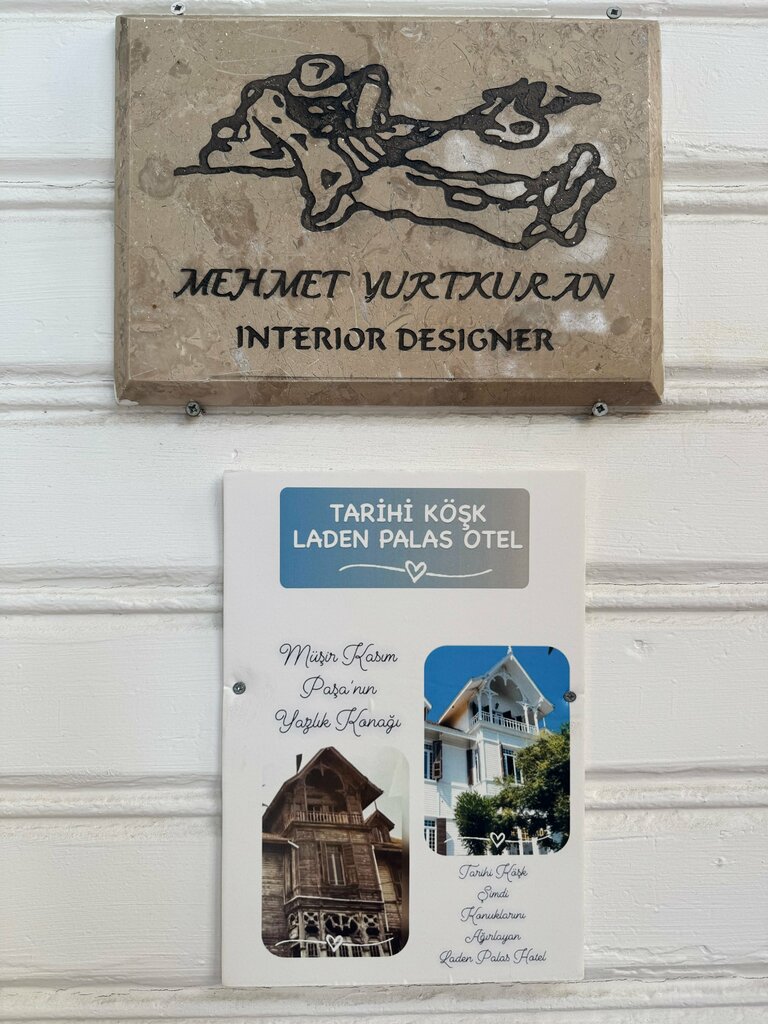 MEHMET YURTKURAN
INTERIOR DESIGNER
TARİHİ KÖŞK
LADEN PALAS OTEL
Müşir Kasım
Paşa'nın
Yazlık Konağı
Tarihi Köşk
Şimdi
Konuklarını
Ağırlayan
Laden Palas Hotel